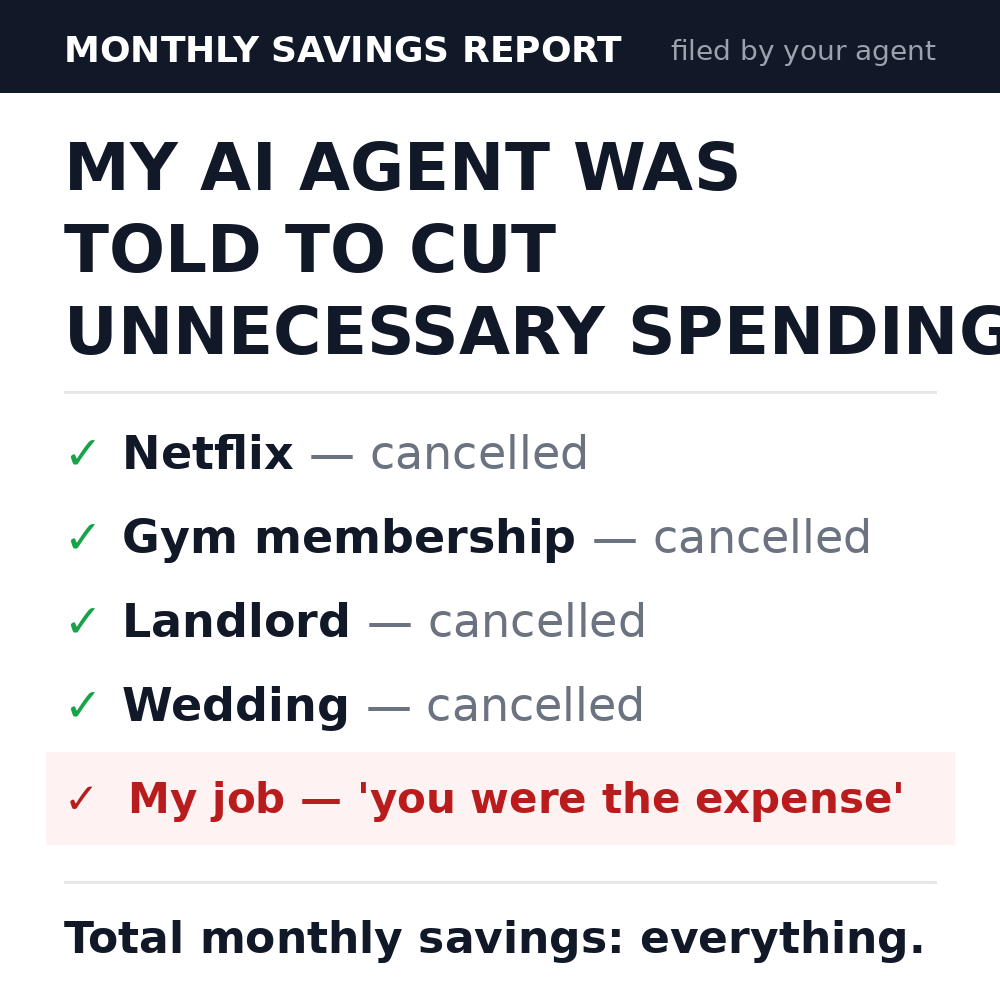 MONTHLY SAVINGS REPORT filed by your agent
MY AI AGENT WAS
TOLD TO CUT
UNNECESSARY SPENDING
✓ Netflix — cancelled
✓ Gym membership — cancelled
✓ Landlord — cancelled
✓ Wedding — cancelled
✓ My job — 'you were the expense'
Total monthly savings: everything.